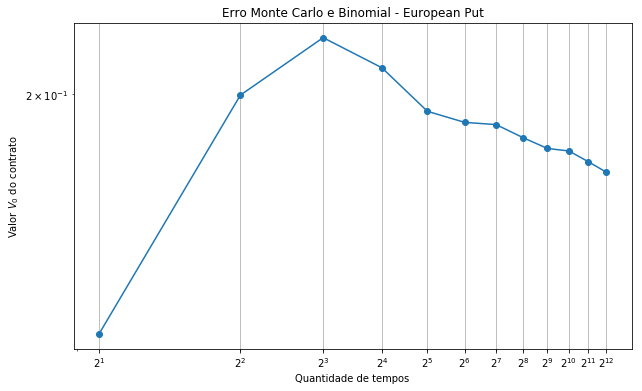 Erro Monte Carlo e Binomial - European Put
2 × 10⁻¹
Valor V₀ do contrato
2¹ 2² 2³ 2⁴ 2⁵ 2⁶ 2⁷ 2⁸ 2⁹ 2¹⁰ 2¹¹ 2¹²
Quantidade de tempos